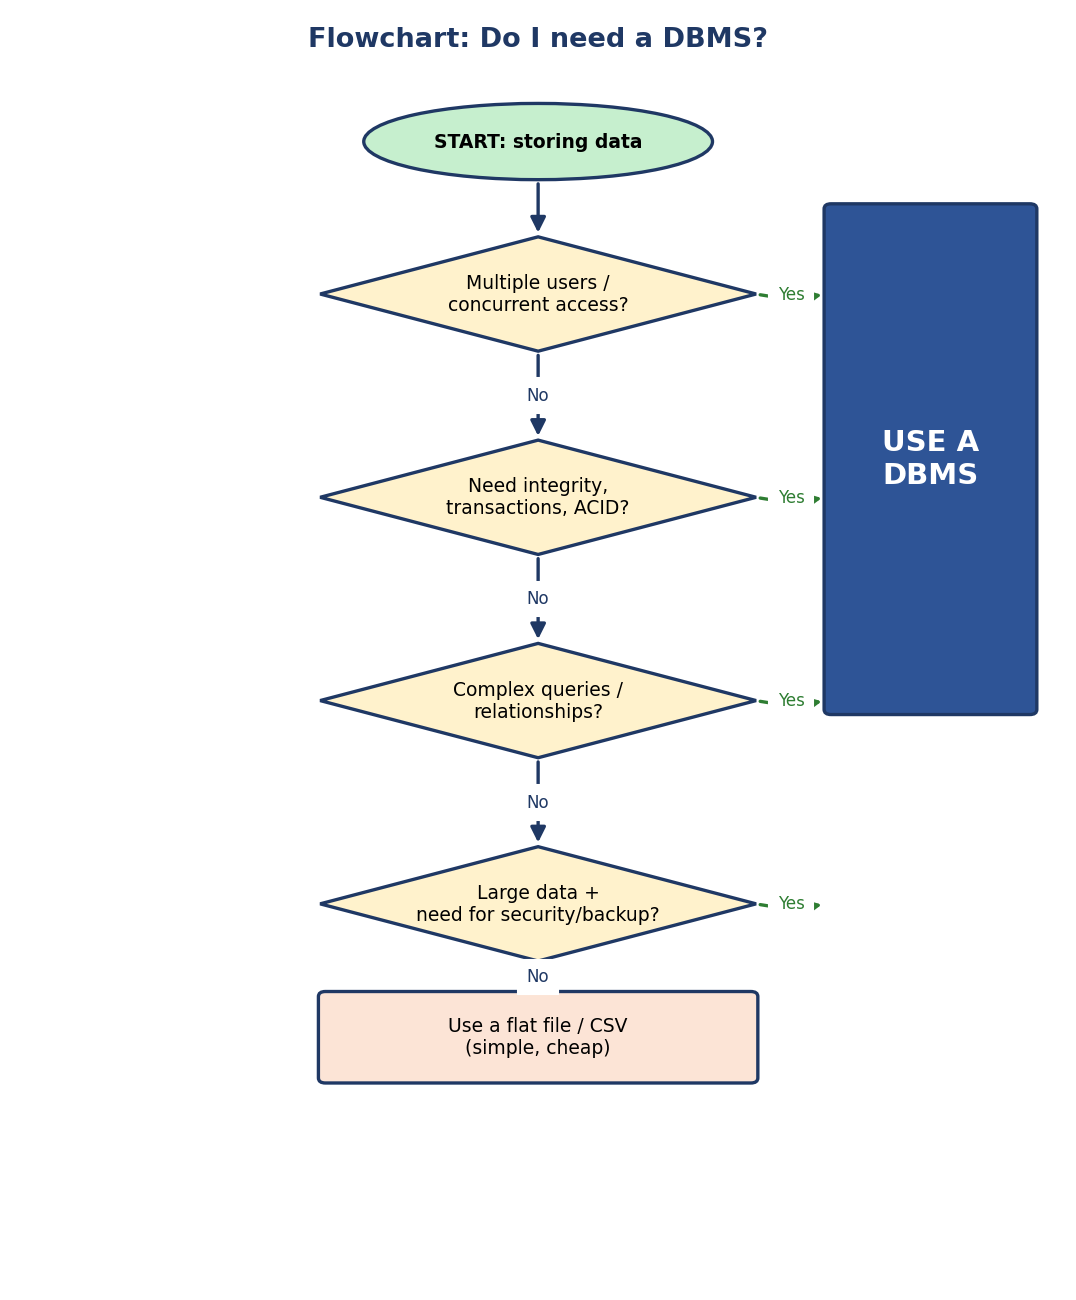 Flowchart: Do I need a DBMS?
START: storing data
Multiple users /
concurrent access?
Yes
No
USE A
DBMS
Need integrity,
transactions, ACID?
Yes
No
Complex queries /
relationships?
Yes
No
Large data +
need for security/backup?
Yes
No
Use a flat file / CSV
(simple, cheap)